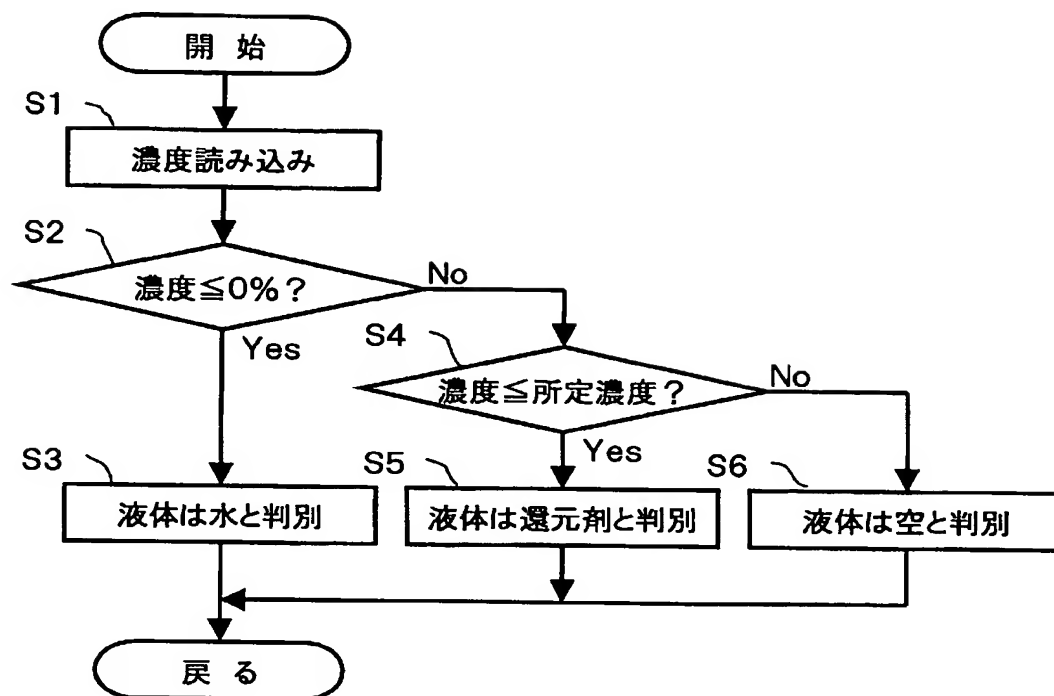 開 始
S1
濃度読み込み
S2
濃度≦0%?
No
Yes
S4
濃度≦所定濃度?
No
Yes
S3
液体は水と判別
S5
液体は還元剤と判別
S6
液体は空と判別
戻 る